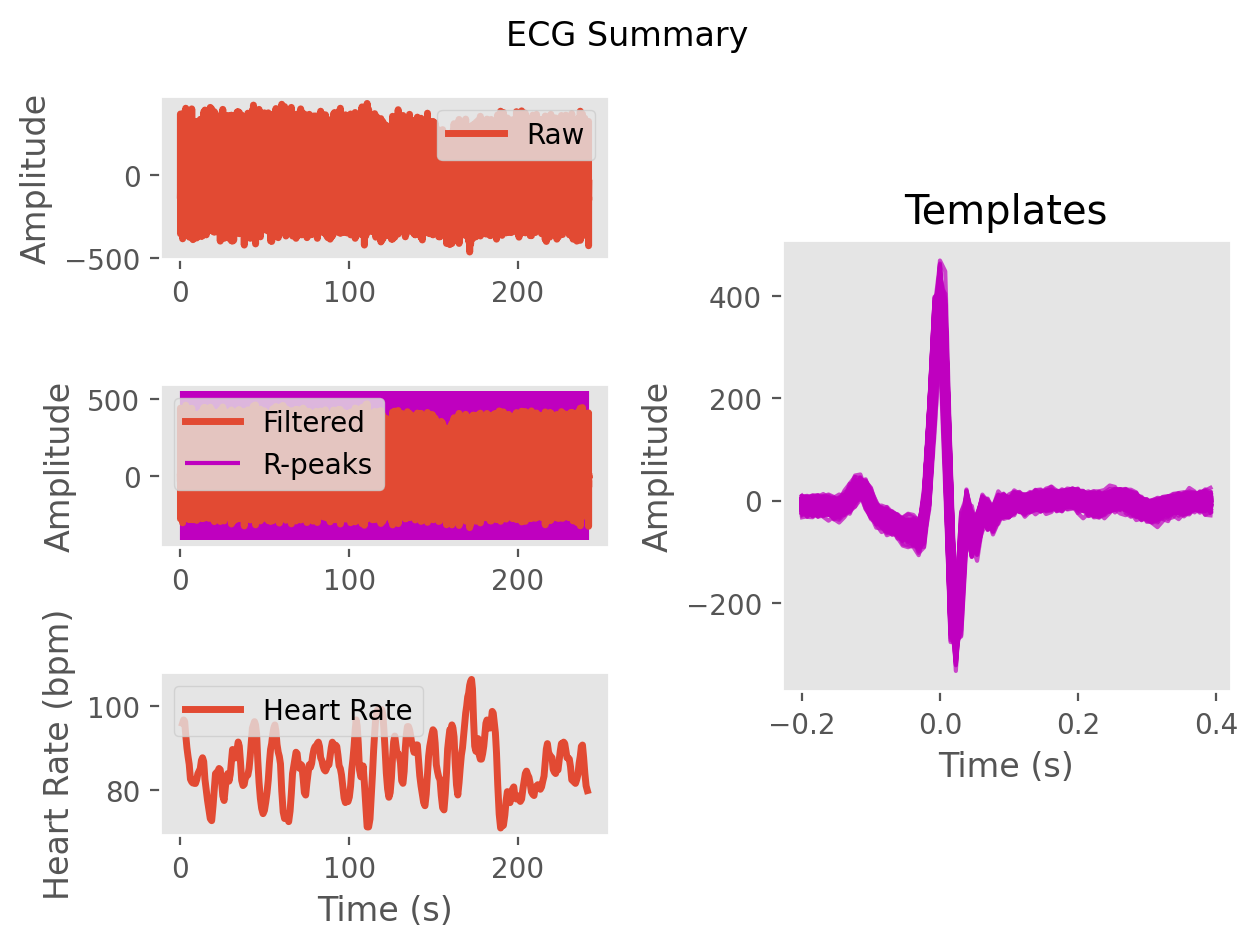 ECG Summary
Amplitude
0
−500
Raw
0 100 200
Amplitude
500
0
Filtered
R-peaks
0 100 200
Heart Rate (bpm)
100
80
Heart Rate
0 100 200
Time (s)
Templates
Amplitude
400
200
0
−200
−0.2 0.0 0.2 0.4
Time (s)